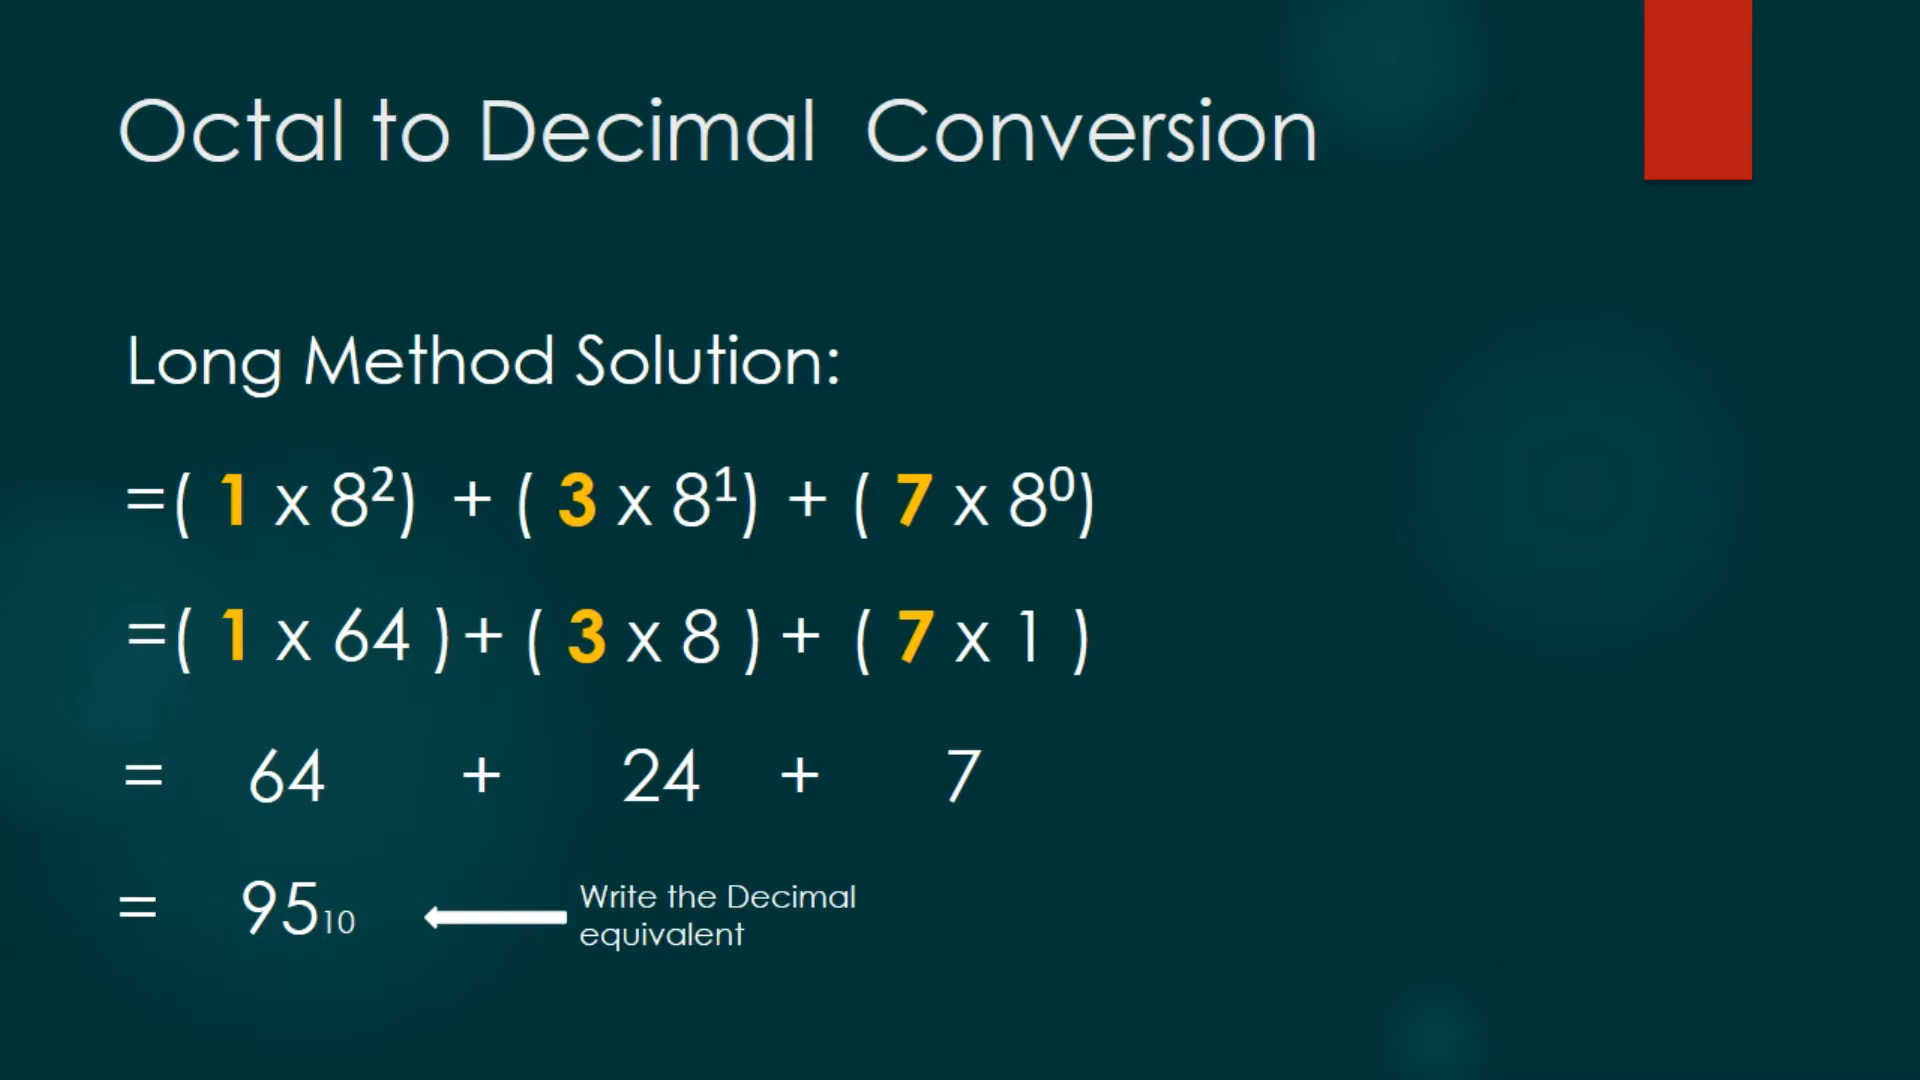 Octal to Decimal  Conversion
Long Method Solution:
=( 1 x 8²) + ( 3 x 8¹) + ( 7 x 8⁰)
=( 1 x 64 ) + ( 3 x 8 ) + ( 7 x 1 )
= 64 + 24 + 7
= 95₁₀
Write the Decimal
equivalent